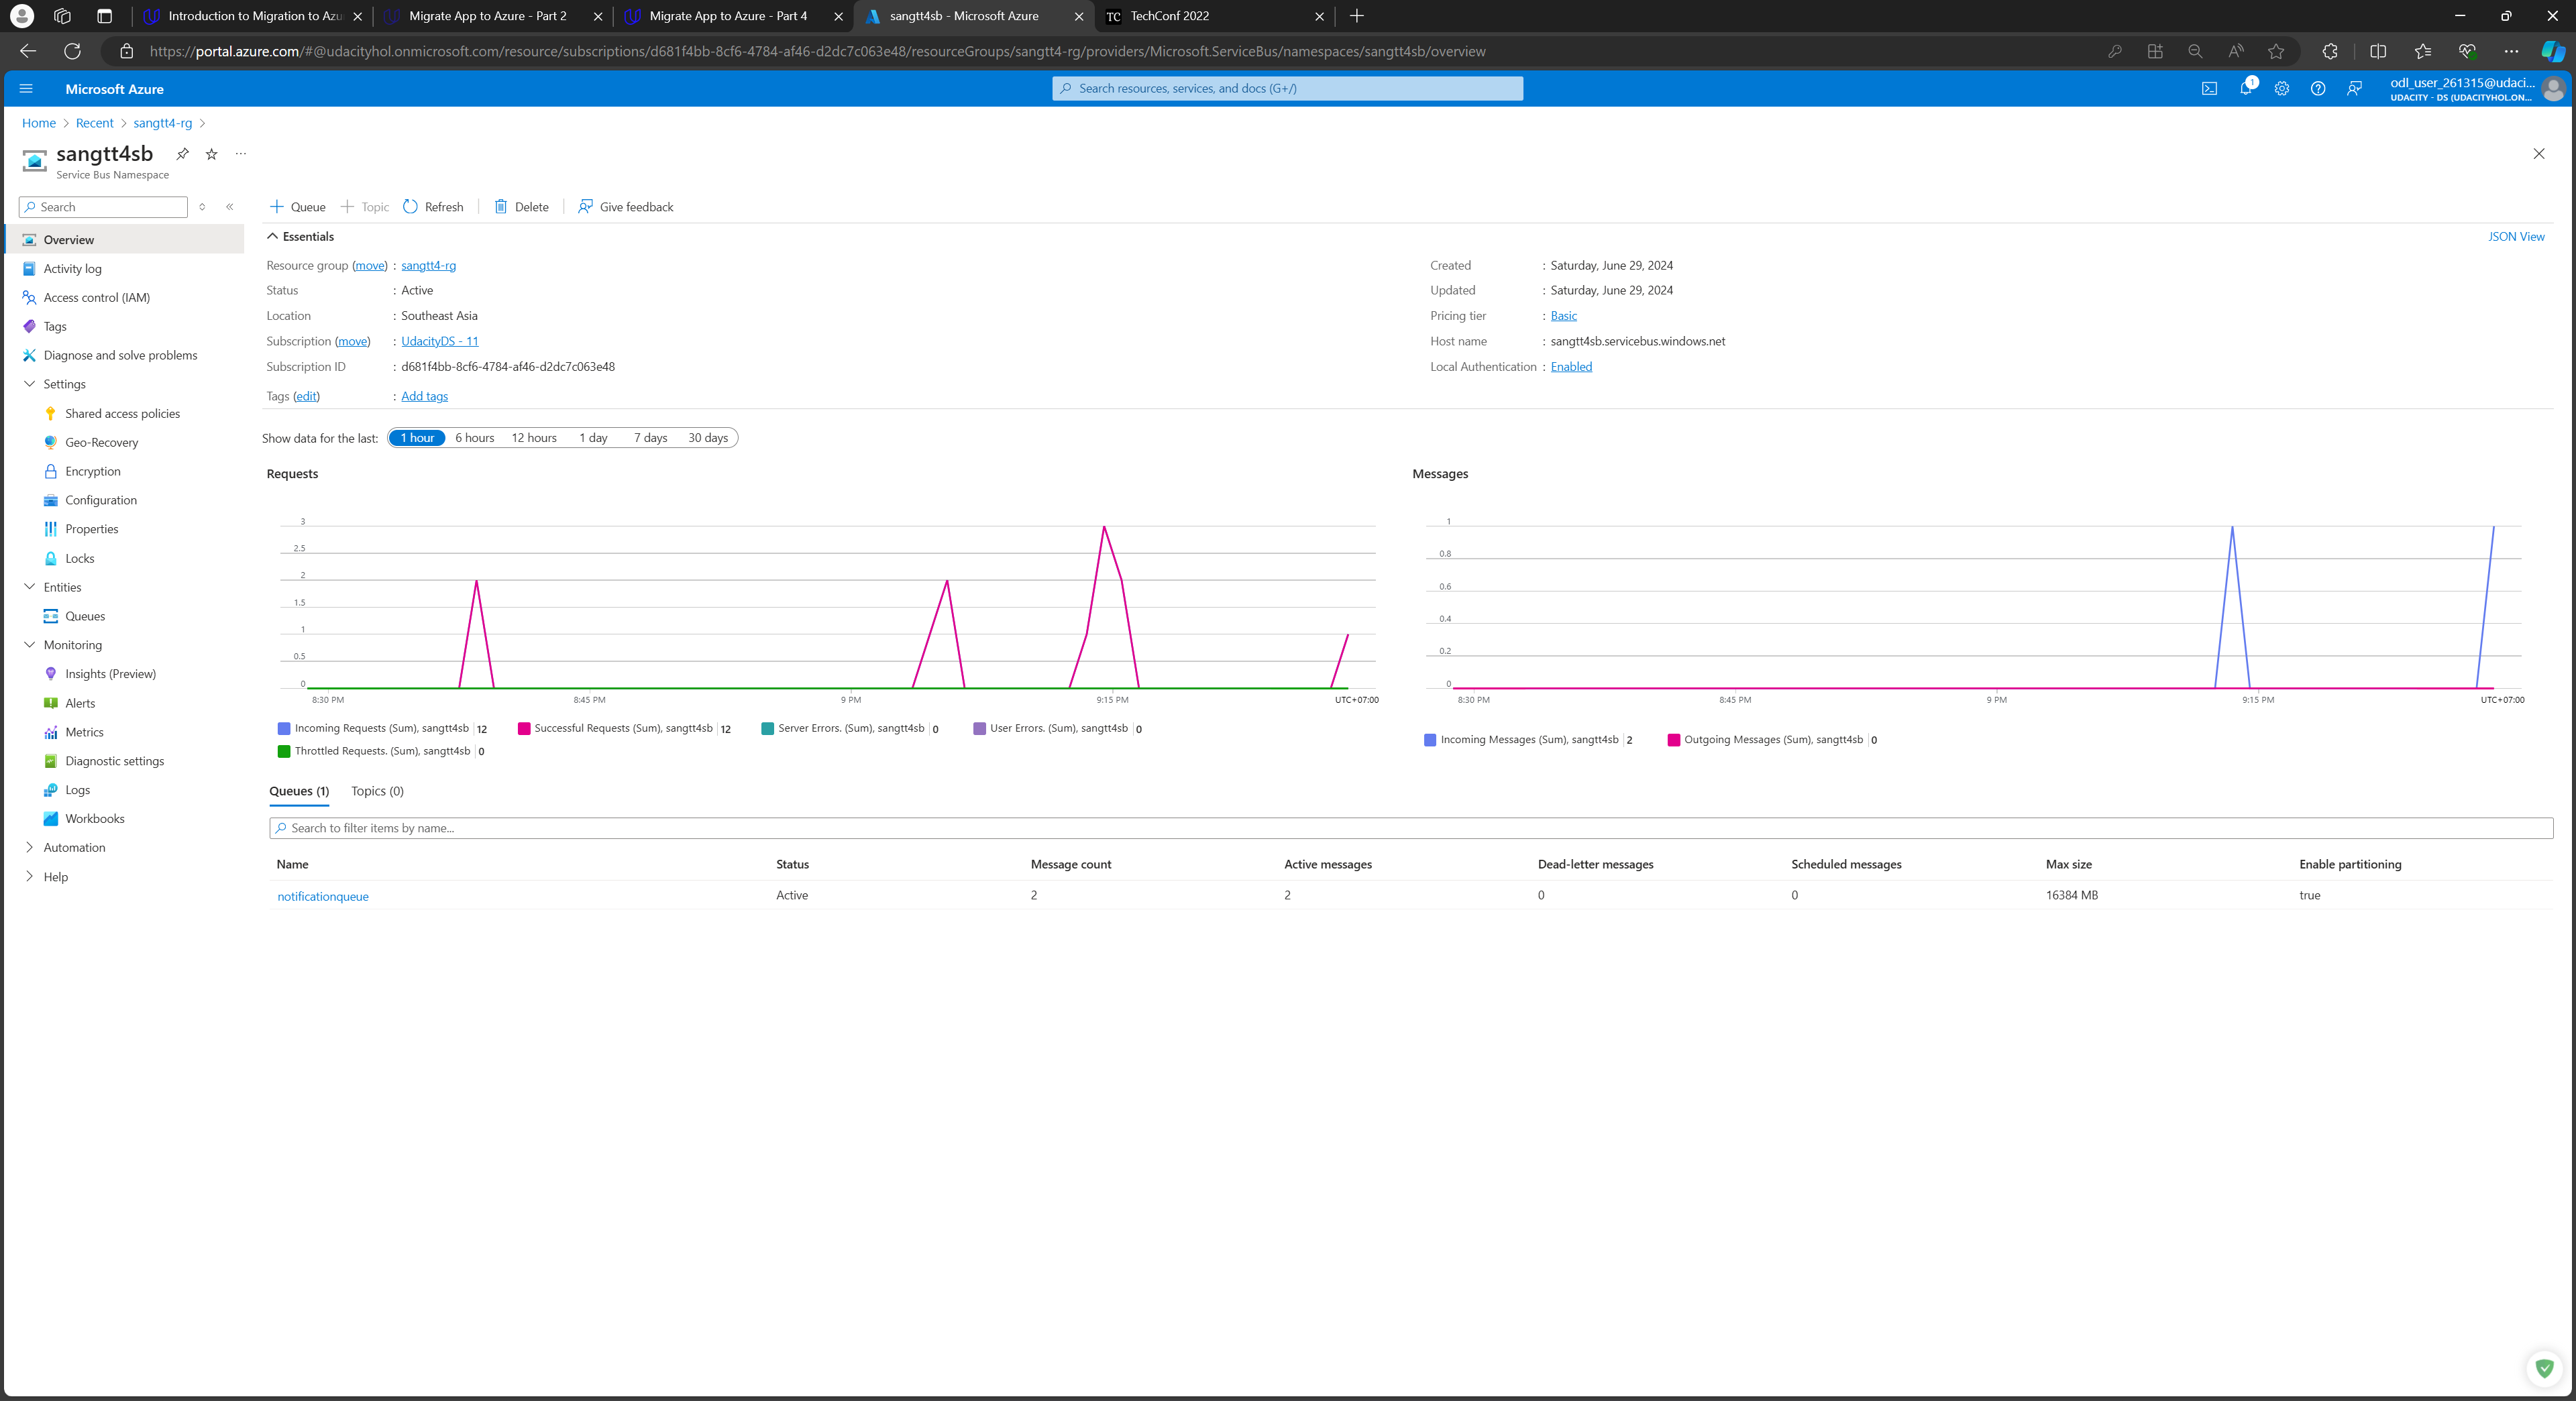 Introduction to Migration to Azu
Migrate App to Azure - Part 2
Migrate App to Azure - Part 4
sangtt4sb - Microsoft Azure
TC TechConf 2022
https://portal.azure.com/#@udacityhol.onmicrosoft.com/resource/subscriptions/d681f4bb-8cf6-4784-af46-d2dc7c063e48/resourceGroups/sangtt4-rg/providers/Microsoft.ServiceBus/namespaces/sangtt4sb/overview
Microsoft Azure
Search resources, services, and docs (G+/)
1
odl_user_261315@udaci...
UDACITY - DS (UDACITYHOL.ON...
Home > Recent > sangtt4-rg >
sangtt4sb
Service Bus Namespace
Search
Overview
Activity log
Access control (IAM)
Tags
Diagnose and solve problems
Settings
Shared access policies
Geo-Recovery
Encryption
Configuration
Properties
Locks
Entities
Queues
Monitoring
Insights (Preview)
Alerts
Metrics
Diagnostic settings
Logs
Workbooks
Automation
Help
Queue Topic Refresh Delete Give feedback
Essentials
JSON View
Resource group (move) : sangtt4-rg
Status : Active
Location : Southeast Asia
Subscription (move) : UdacityDS - 11
Subscription ID : d681f4bb-8cf6-4784-af46-d2dc7c063e48
Tags (edit) : Add tags
Created : Saturday, June 29, 2024
Updated : Saturday, June 29, 2024
Pricing tier : Basic
Host name : sangtt4sb.servicebus.windows.net
Local Authentication : Enabled
Show data for the last: 1 hour 6 hours 12 hours 1 day 7 days 30 days
Requests
3
2.5
2
1.5
1
0.5
0
8:30 PM 8:45 PM 9 PM 9:15 PM UTC+07:00
Incoming Requests (Sum), sangtt4sb 12
Successful Requests (Sum), sangtt4sb 12
Server Errors. (Sum), sangtt4sb 0
User Errors. (Sum), sangtt4sb 0
Throttled Requests. (Sum), sangtt4sb 0
Messages
1
0.8
0.6
0.4
0.2
0
8:30 PM 8:45 PM 9 PM 9:15 PM UTC+07:00
Incoming Messages (Sum), sangtt4sb 2
Outgoing Messages (Sum), sangtt4sb 0
Queues (1) Topics (0)
Search to filter items by name...
Name Status Message count Active messages Dead-letter messages Scheduled messages Max size Enable partitioning
notificationqueue Active 2 2 0 0 16384 MB true